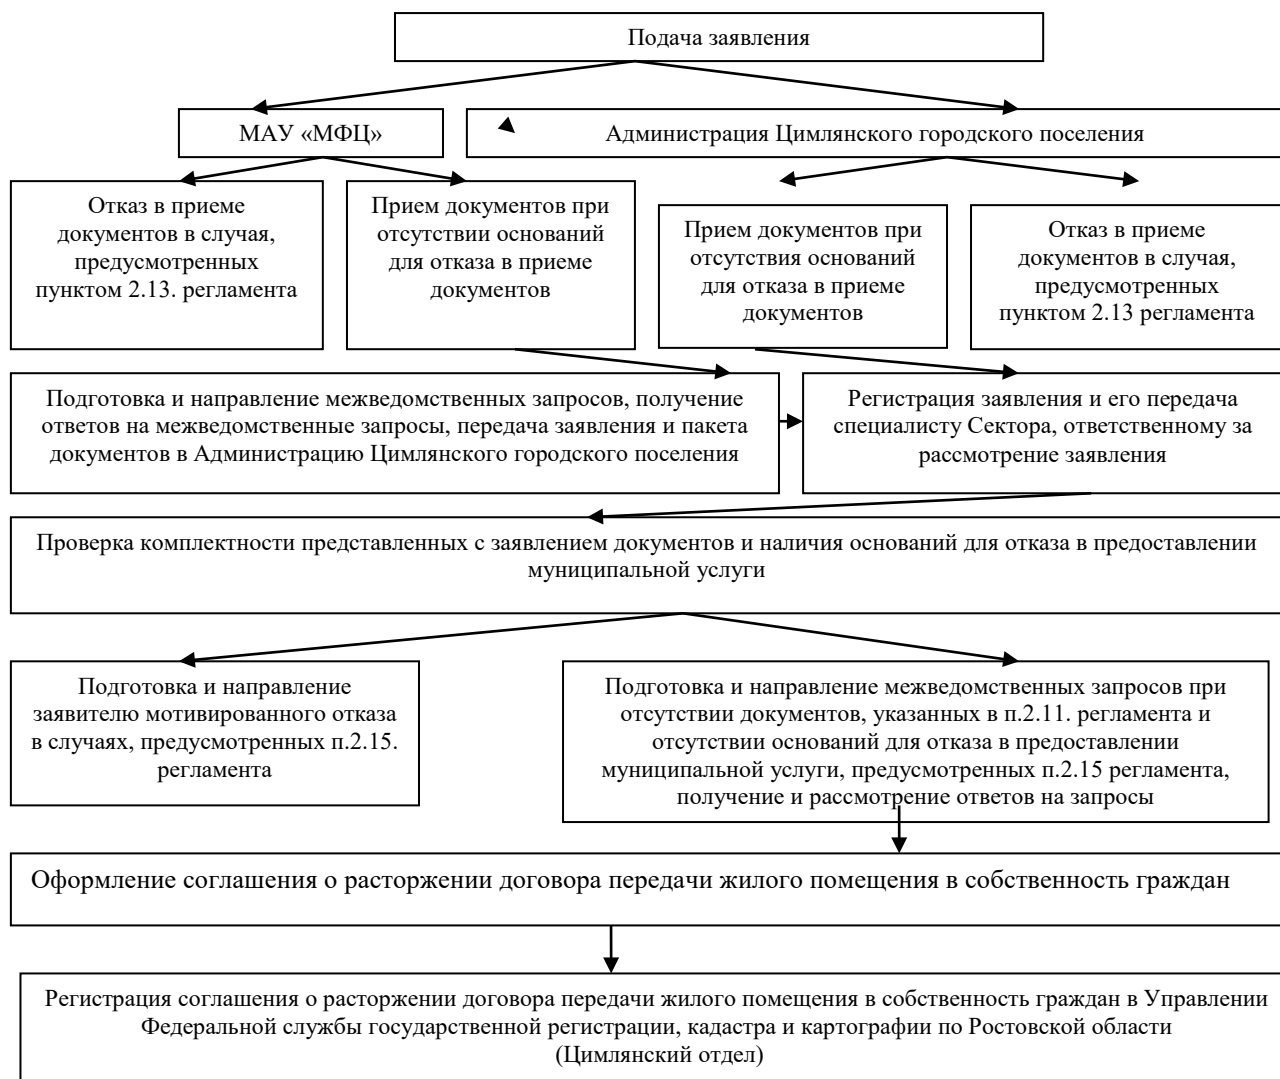 Подача заявления
МАУ «МФЦ»
Администрация Цимлянского городского поселения
Отказ в приеме
документов в случая,
предусмотренных
пунктом 2.13. регламента
Прием документов при
отсутствии оснований
для отказа в приеме
документов
Прием документов при
отсутствия оснований
для отказа в приеме
документов
Отказ в приеме
документов в случая,
предусмотренных
пунктом 2.13 регламента
Подготовка и направление межведомственных запросов, получение
ответов на межведомственные запросы, передача заявления и пакета
документов в Администрацию Цимлянского городского поселения
Регистрация заявления и его передача
специалисту Сектора, ответственному за
рассмотрение заявления
Проверка комплектности представленных с заявлением документов и наличия оснований для отказа в предоставлении
муниципальной услуги
Подготовка и направление
заявителю мотивированного отказа
в случаях, предусмотренных п.2.15.
регламента
Подготовка и направление межведомственных запросов при
отсутствии документов, указанных в п.2.11. регламента и
отсутствии оснований для отказа в предоставлении
муниципальной услуги, предусмотренных п.2.15 регламента,
получение и рассмотрение ответов на запросы
Оформление соглашения о расторжении договора передачи жилого помещения в собственность граждан
Регистрация соглашения о расторжении договора передачи жилого помещения в собственность граждан в Управлении
Федеральной службы государственной регистрации, кадастра и картографии по Ростовской области
(Цимлянский отдел)